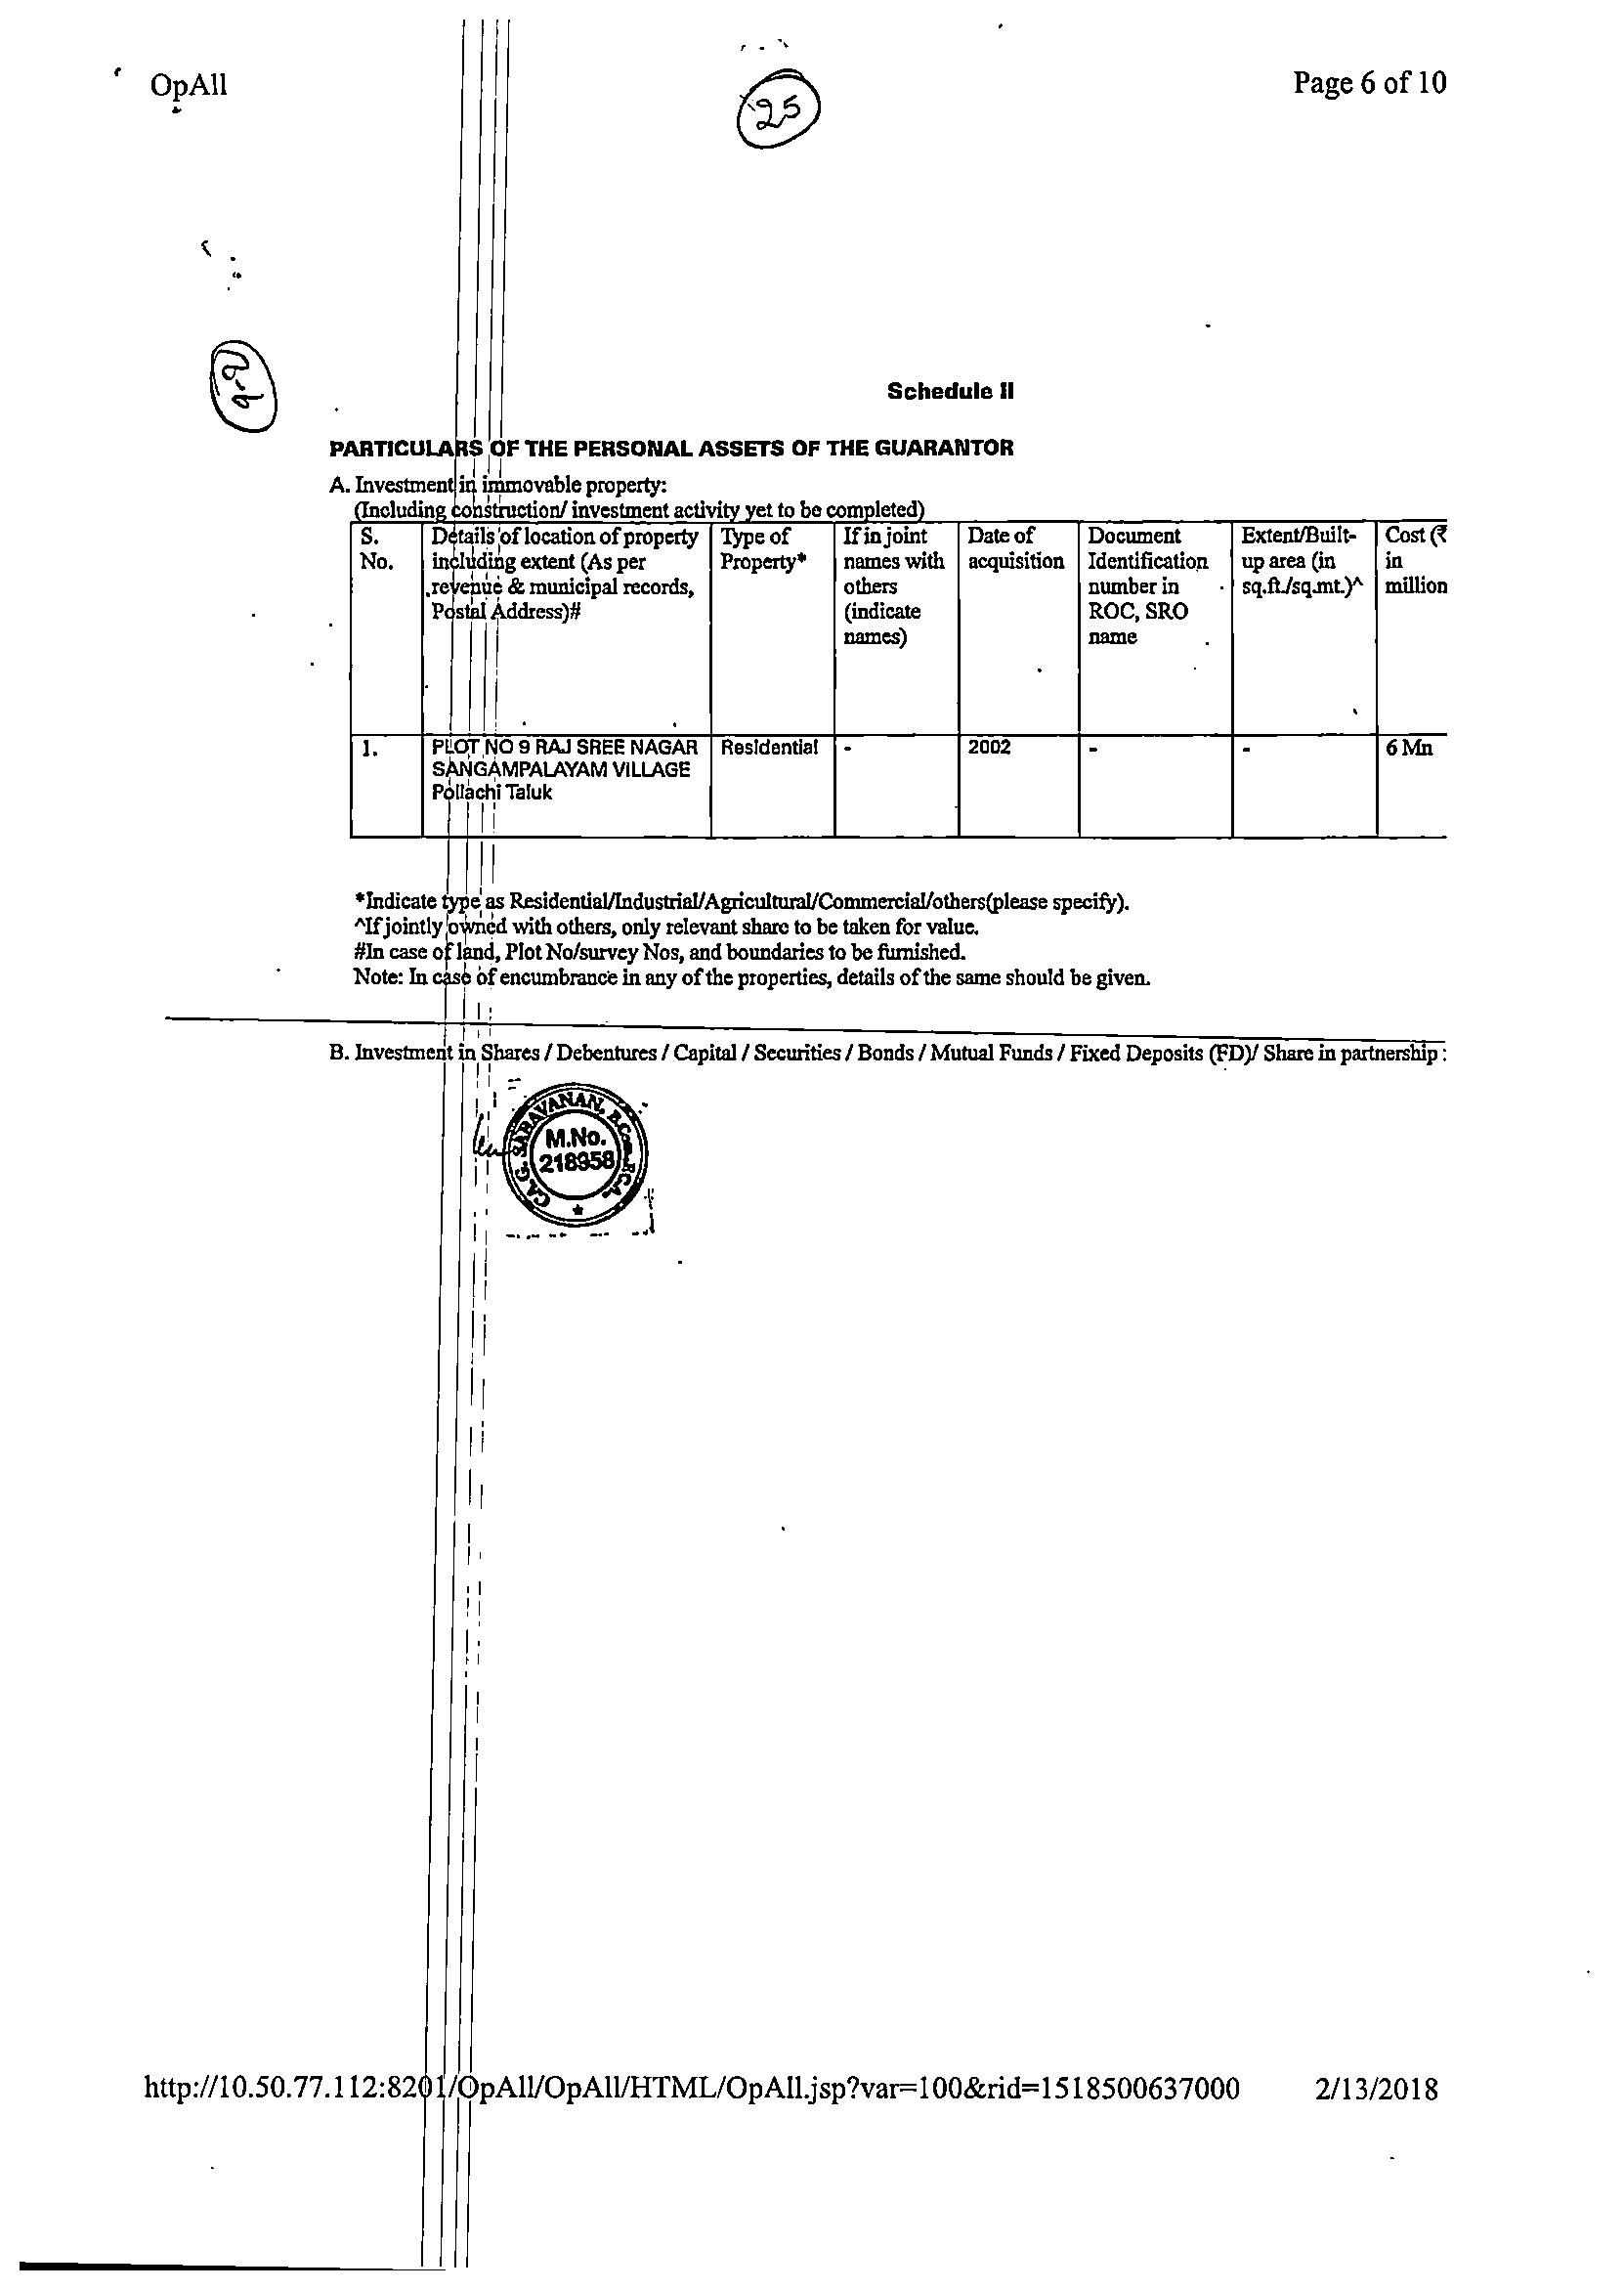 OpAll
25
Page 6 of 10
Schedule II
PARTICULARS OF THE PERSONAL ASSETS OF THE GUARANTOR
A. Investment in immovable property:
(Including construction/ investment activity yet to be completed)
S. No. | Details of location of property including extent (As per revenue & municipal records, Postal Address)# | Type of Property* | If in joint names with others (indicate names) | Date of acquisition | Document Identification number in ROC, SRO name | Extent/Built-up area (in sq.ft./sq.mt.)^ | Cost (₹ in million
1. | PLOT NO 9 RAJ SREE NAGAR SANGAMPALAYAM VILLAGE Pollachi Taluk | Residential | - | 2002 | - | - | 6 Mn
*Indicate type as Residential/Industrial/Agricultural/Commercial/others(please specify).
^If jointly owned with others, only relevant share to be taken for value.
#In case of land, Plot No/survey Nos, and boundaries to be furnished.
Note: In case of encumbrance in any of the properties, details of the same should be given.
B. Investment in Shares / Debentures / Capital / Securities / Bonds / Mutual Funds / Fixed Deposits (FD)/ Share in partnership :
CA.G. SARAVANAN,
M.No.
218958
http://10.50.77.112:8201/OpAll/OpAll/HTML/OpAll.jsp?var=100&rid=1518500637000
2/13/2018